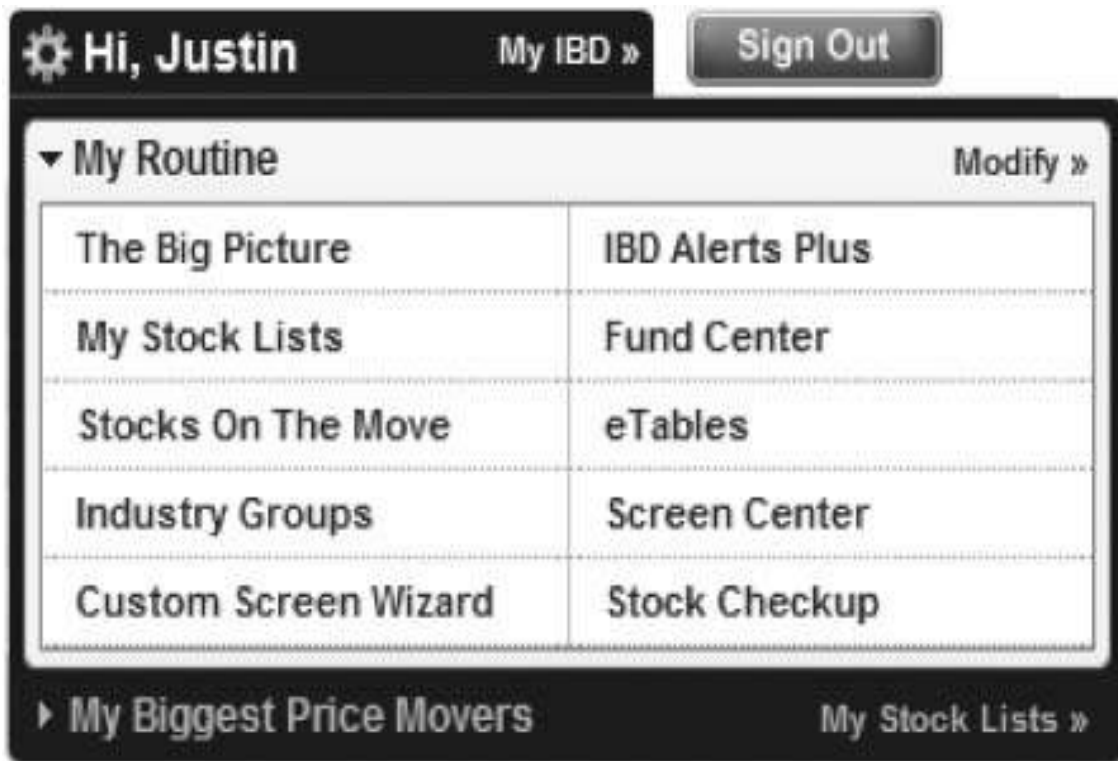 Hi, Justin My IBD » Sign Out
My Routine Modify »
The Big Picture IBD Alerts Plus
My Stock Lists Fund Center
Stocks On The Move eTables
Industry Groups Screen Center
Custom Screen Wizard Stock Checkup
My Biggest Price Movers My Stock Lists »